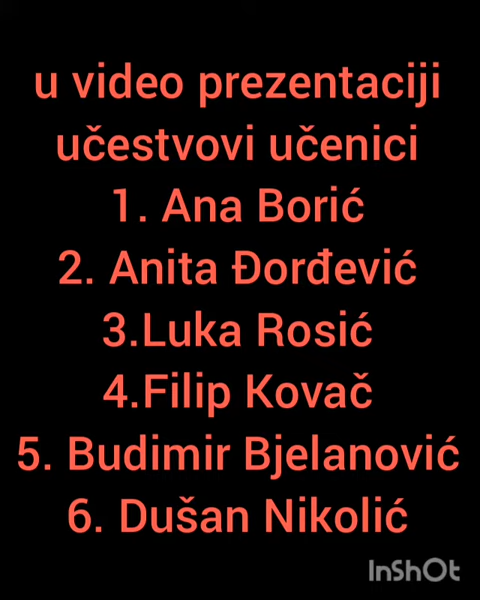 u video prezentaciji
učestvovi učenici
1. Ana Borić
2. Anita Đorđević
3.Luka Rosić
4.Filip Kovač
5. Budimir Bjelanović
6. Dušan Nikolić
InShOt